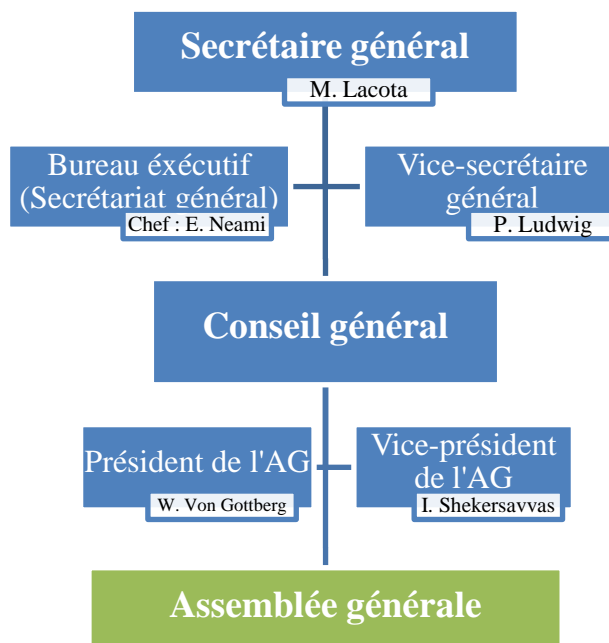 Secrétaire général
M. Lacota
Bureau éxécutif
(Secrétariat général)
Chef : E. Neami
Vice-secrétaire
général
P. Ludwig
Conseil général
Président de l'AG
W. Von Gottberg
Vice-président
de l'AG
I. Shekersavvas
Assemblée générale